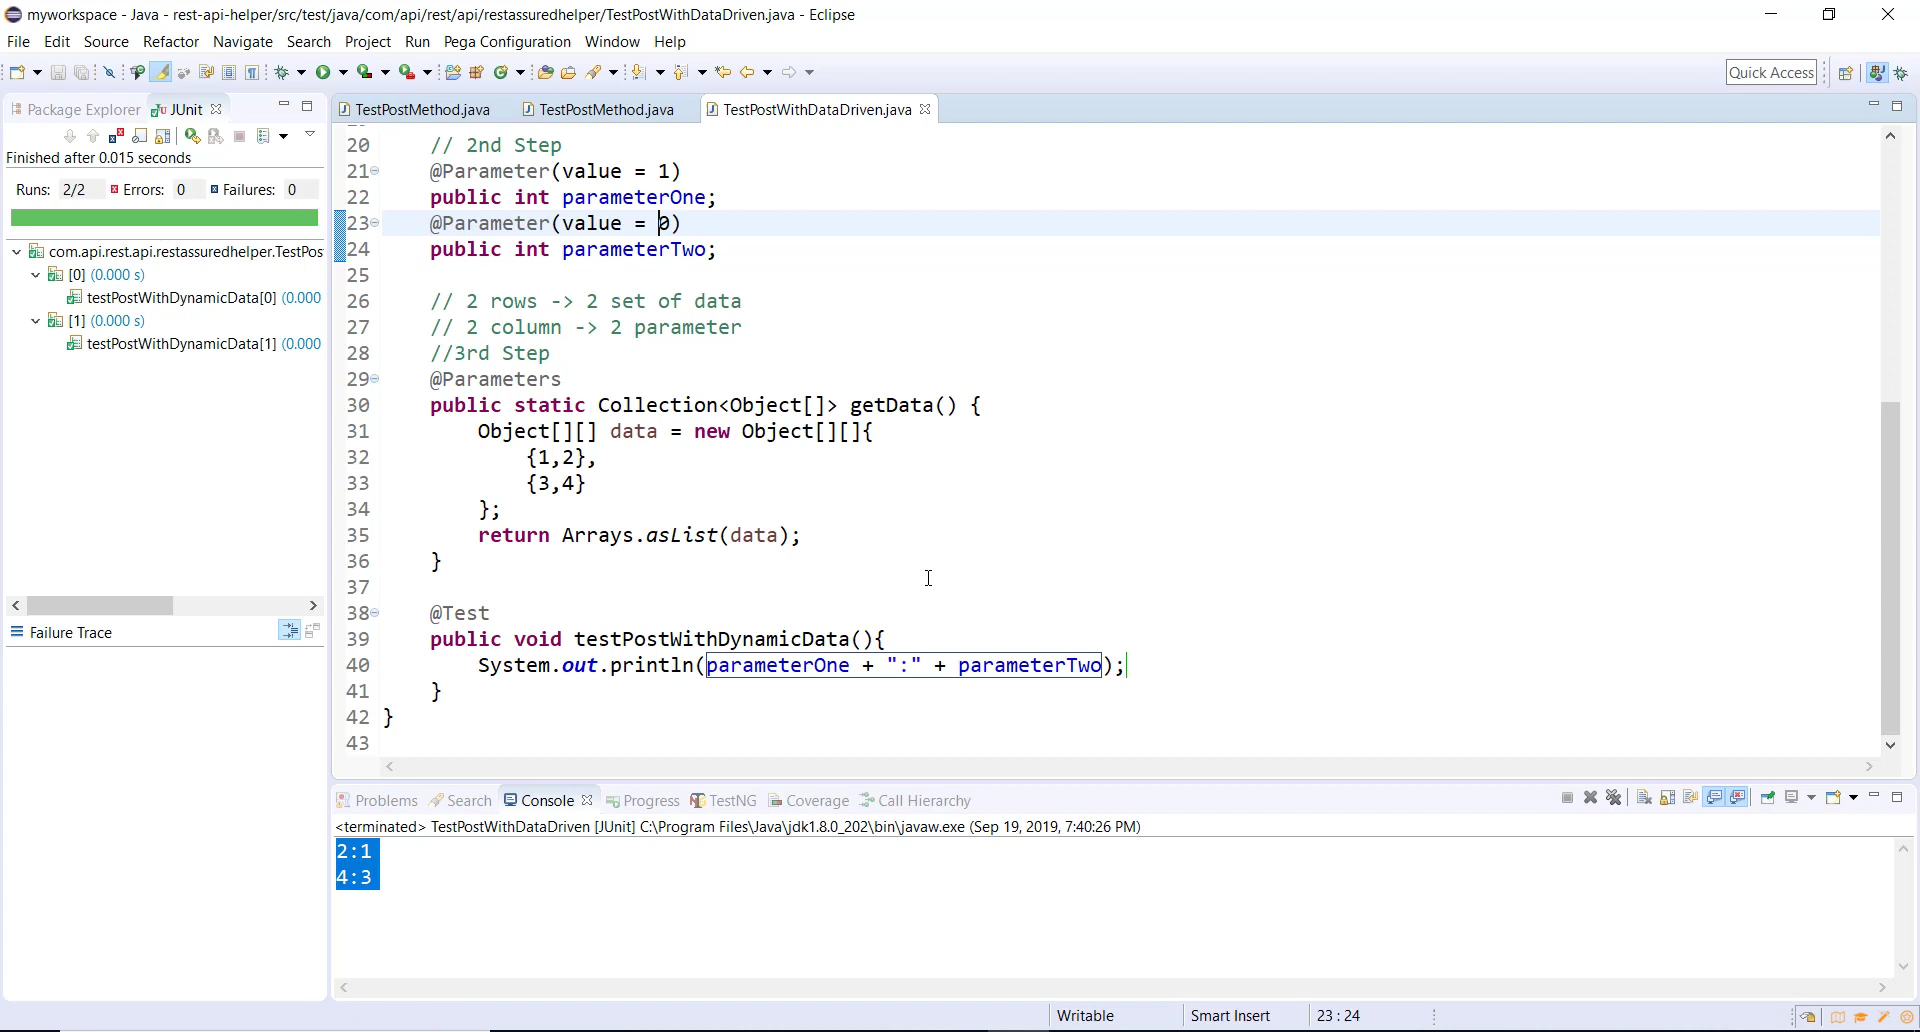 myworkspace - Java - rest-api-helper/src/test/java/com/api/rest/api/restassuredhelper/TestPostWithDataDriven.java - Eclipse
File Edit Source Refactor Navigate Search Project Run Pega Configuration Window Help
Quick Access
Package Explorer JUnit
TestPostMethod.java TestPostMethod.java TestPostWithDataDriven.java
Finished after 0.015 seconds
Runs: 2/2 Errors: 0 Failures: 0
com.api.rest.api.restassuredhelper.TestPos
[0] (0.000 s)
testPostWithDynamicData[0] (0.000
[1] (0.000 s)
testPostWithDynamicData[1] (0.000
Failure Trace
20 // 2nd Step
21 @Parameter(value = 1)
22 public int parameterOne;
23 @Parameter(value = 0)
24 public int parameterTwo;
25
26 // 2 rows -> 2 set of data
27 // 2 column -> 2 parameter
28 //3rd Step
29 @Parameters
30 public static Collection<Object[]> getData() {
31 Object[][] data = new Object[][]{
32 {1,2},
33 {3,4}
34 };
35 return Arrays.asList(data);
36 }
37
38 @Test
39 public void testPostWithDynamicData(){
40 System.out.println(parameterOne + ":" + parameterTwo);
41 }
42 }
43
Problems Search Console Progress TestNG Coverage Call Hierarchy
<terminated> TestPostWithDataDriven [JUnit] C:\Program Files\Java\jdk1.8.0_202\bin\javaw.exe (Sep 19, 2019, 7:40:26 PM)
2:1
4:3
Writable Smart Insert 23 : 24